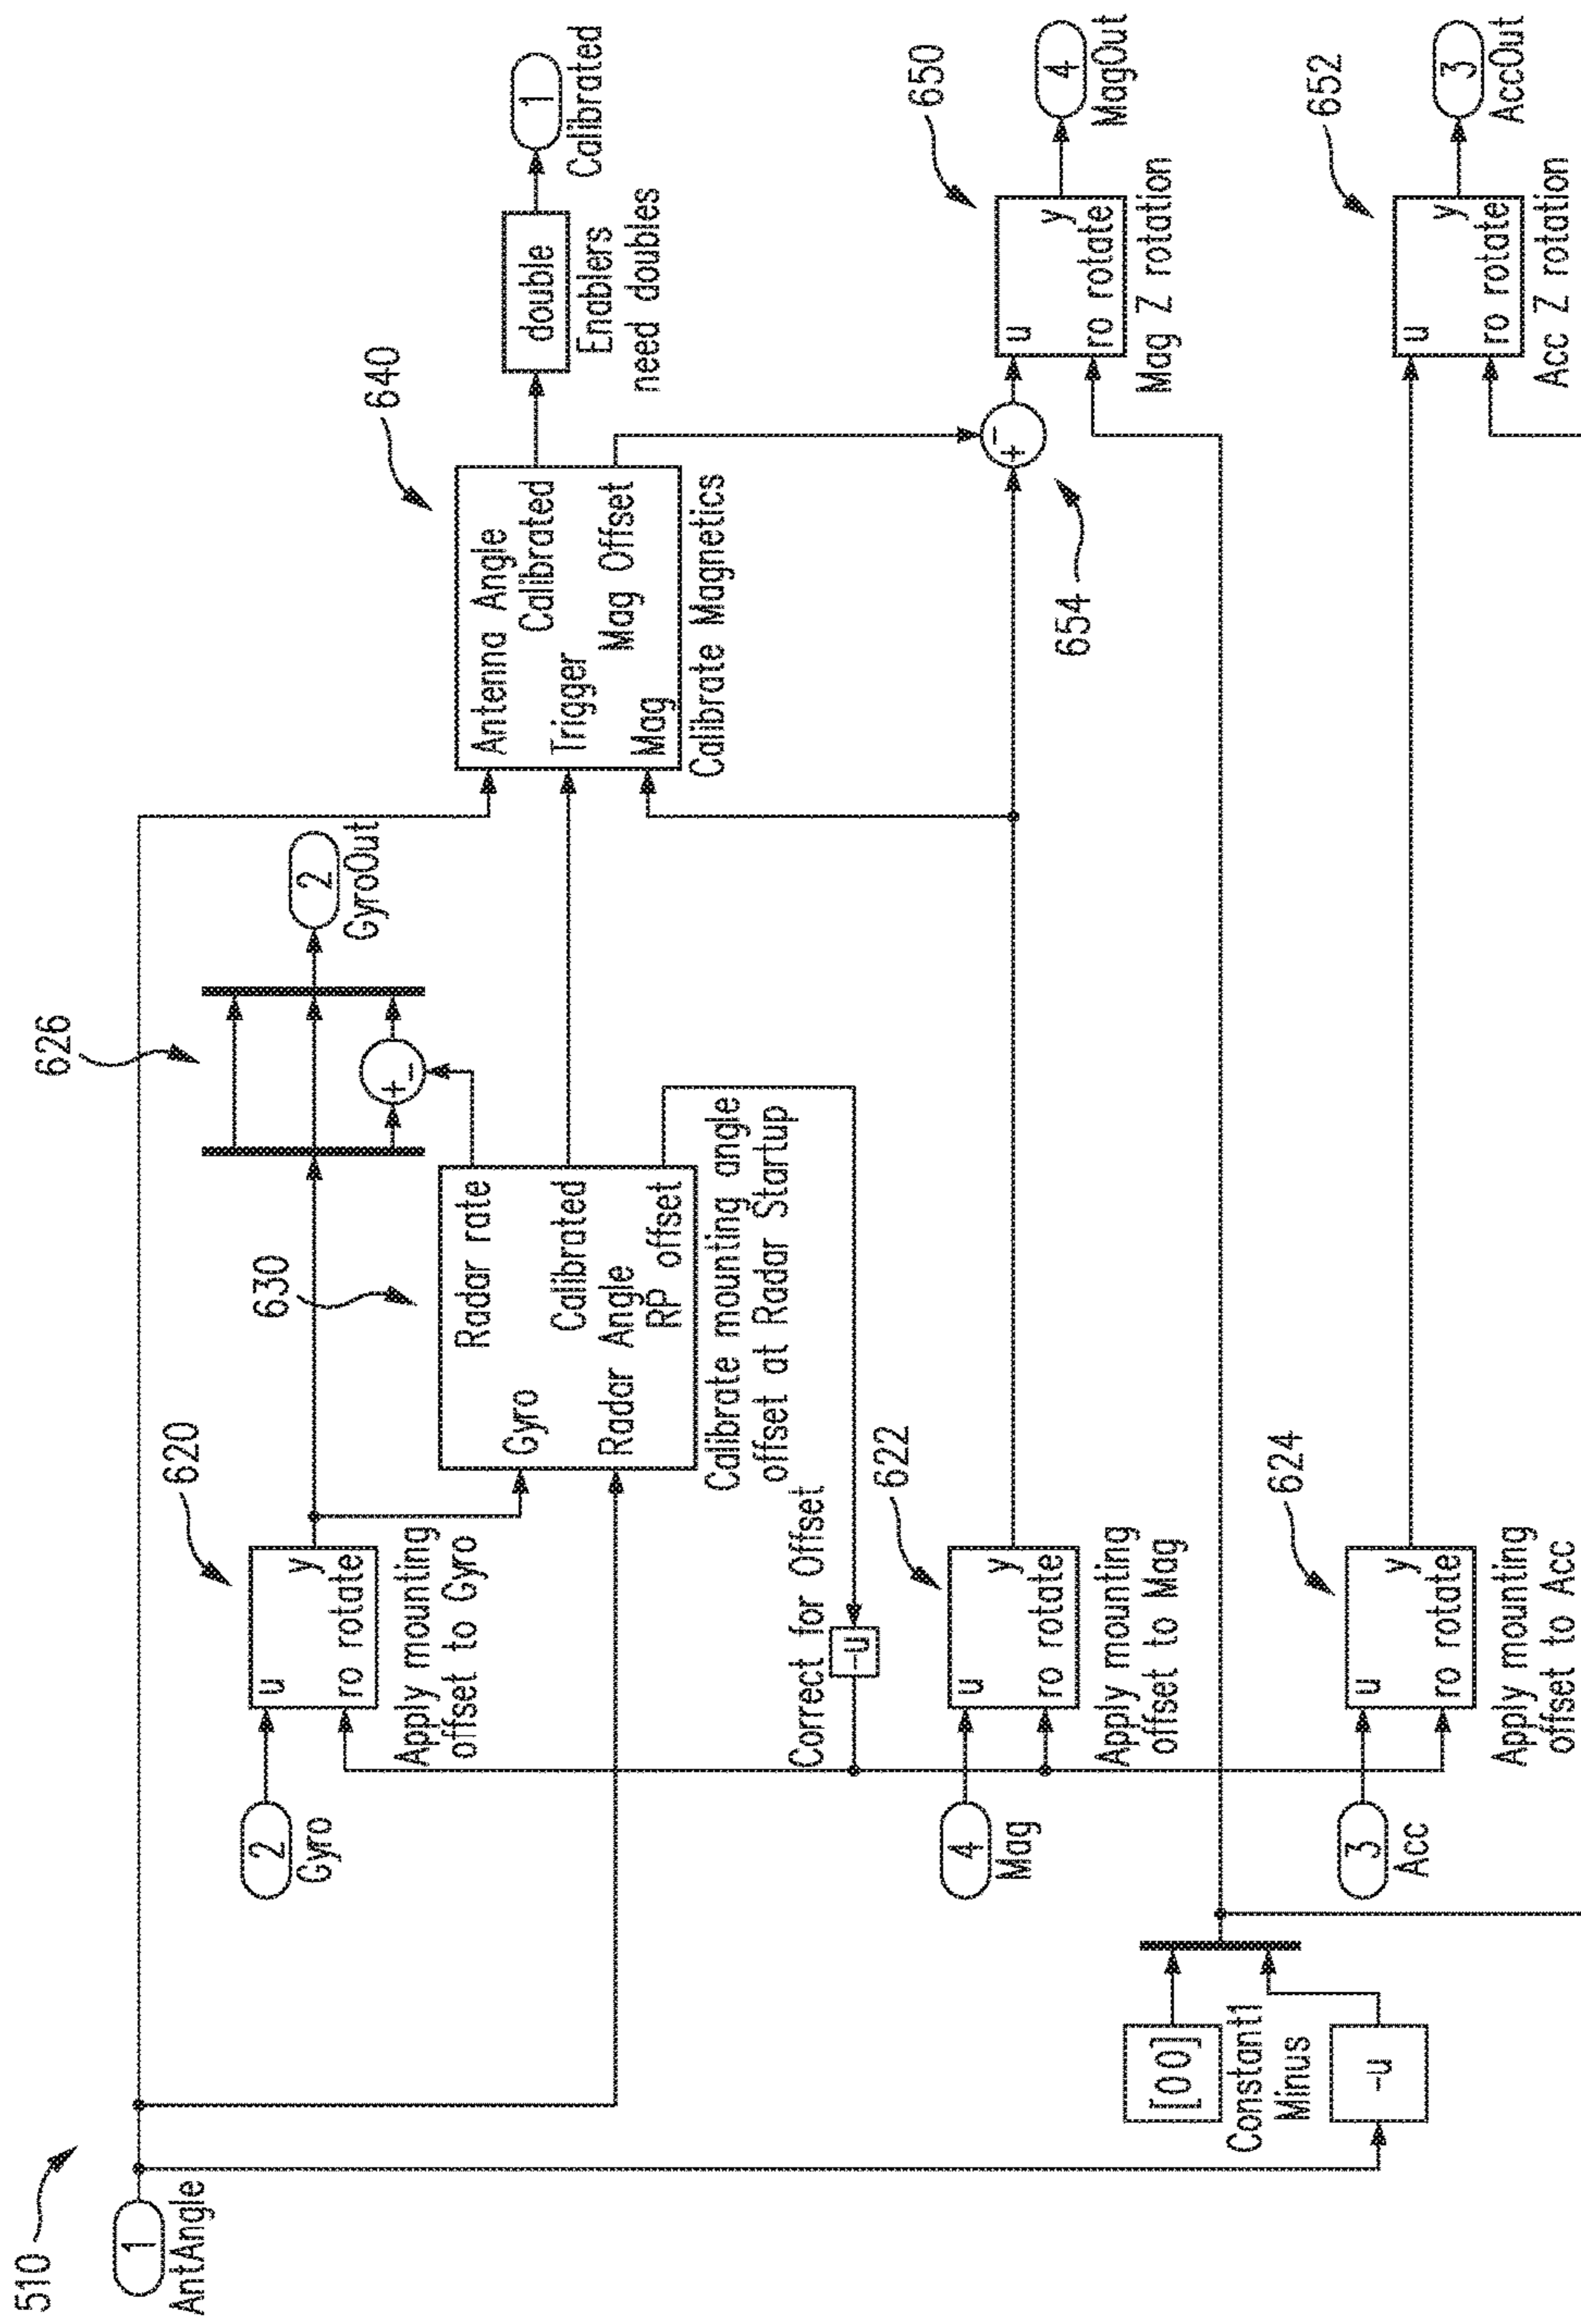 510
1
AntAngle
2
Gyro
620
u
y
ro rotate
Apply mounting
offset to Gyro
626
+
-
2
GyroOut
630
Radar rate
Gyro
Calibrated
Radar Angle
RP offset
Calibrate mounting angle
offset at Radar Startup
Correct for Offset
-u
640
Antenna Angle
Calibrated
Trigger
Mag Offset
Mag
Calibrate Magnetics
double
Enablers
need doubles
1
Calibrated
4
Mag
622
u
y
ro rotate
Apply mounting
offset to Mag
654
+
-
650
u
y
ro rotate
Mag Z rotation
4
MagOut
[00]
Constant1
Minus
-u
3
Acc
624
u
y
ro rotate
Apply mounting
offset to Acc
652
u
y
ro rotate
Acc Z rotation
3
AccOut